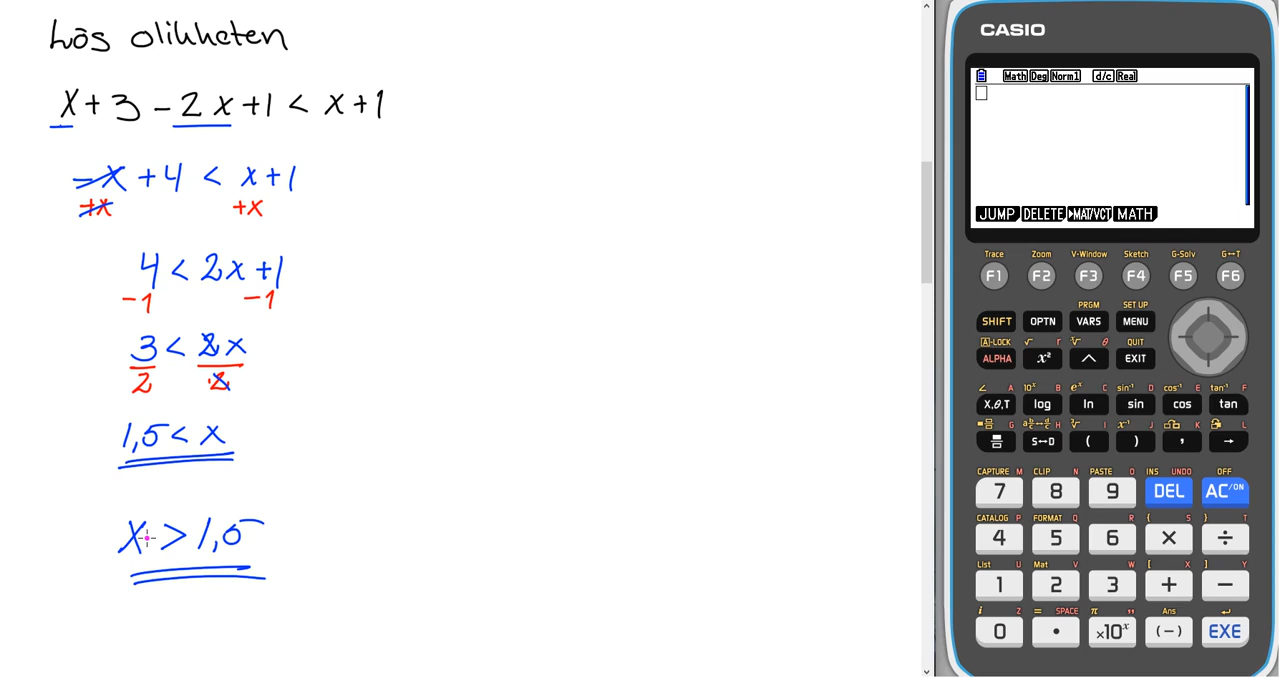 Lös olikheten
x + 3 - 2x + 1 < x + 1
-x + 4 < x + 1
+x +x
4 < 2x + 1
-1 -1
3 < 2x
2 2
1,5 < x
x > 1,5
CASIO
Math Deg Norm1 d/c Real
JUMP DELETE ►MAT/VCT MATH
Trace Zoom V-Window Sketch G-Solv G↔T
F1 F2 F3 F4 F5 F6
PRGM SET UP
SHIFT OPTN VARS MENU
A-LOCK √ r ∛ θ QUIT
ALPHA x² ^ EXIT
∠ A 10ˣ B eˣ C sin⁻¹ D cos⁻¹ E tan⁻¹ F
X,θ,T log ln sin cos tan
G H I x⁻¹ J K L
S↔D ( ) , →
CAPTURE M CLIP N PASTE O INS UNDO OFF
7 8 9 DEL AC/ON
CATALOG P FORMAT Q R { S } T
4 5 6 × ÷
List U Mat V W [ X ] Y
1 2 3 + −
i Z = SPACE π " Ans ↵
0 • ×10ˣ (−) EXE